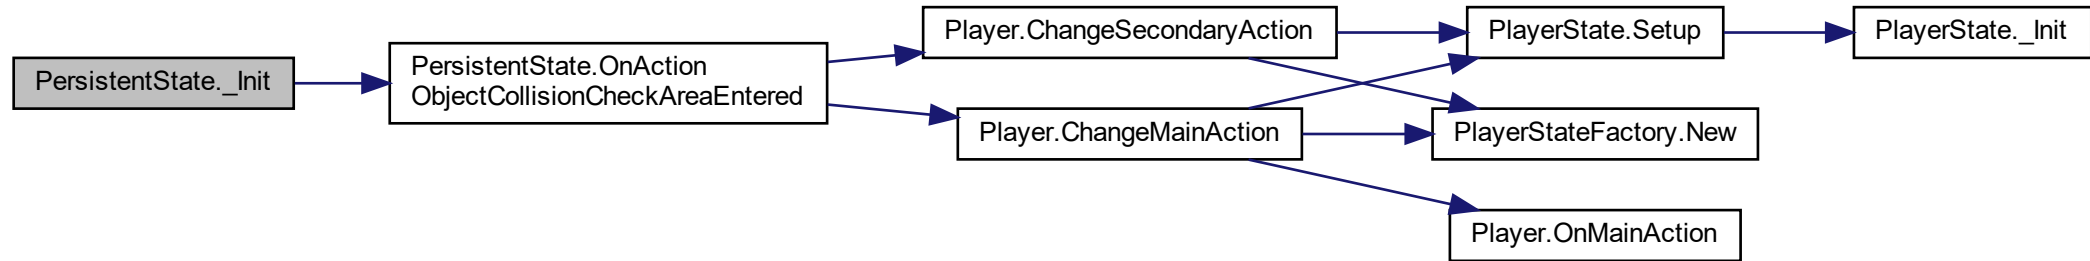 PersistentState._Init
PersistentState.OnAction
ObjectCollisionCheckAreaEntered
Player.ChangeSecondaryAction
Player.ChangeMainAction
PlayerState.Setup
PlayerStateFactory.New
Player.OnMainAction
PlayerState._Init